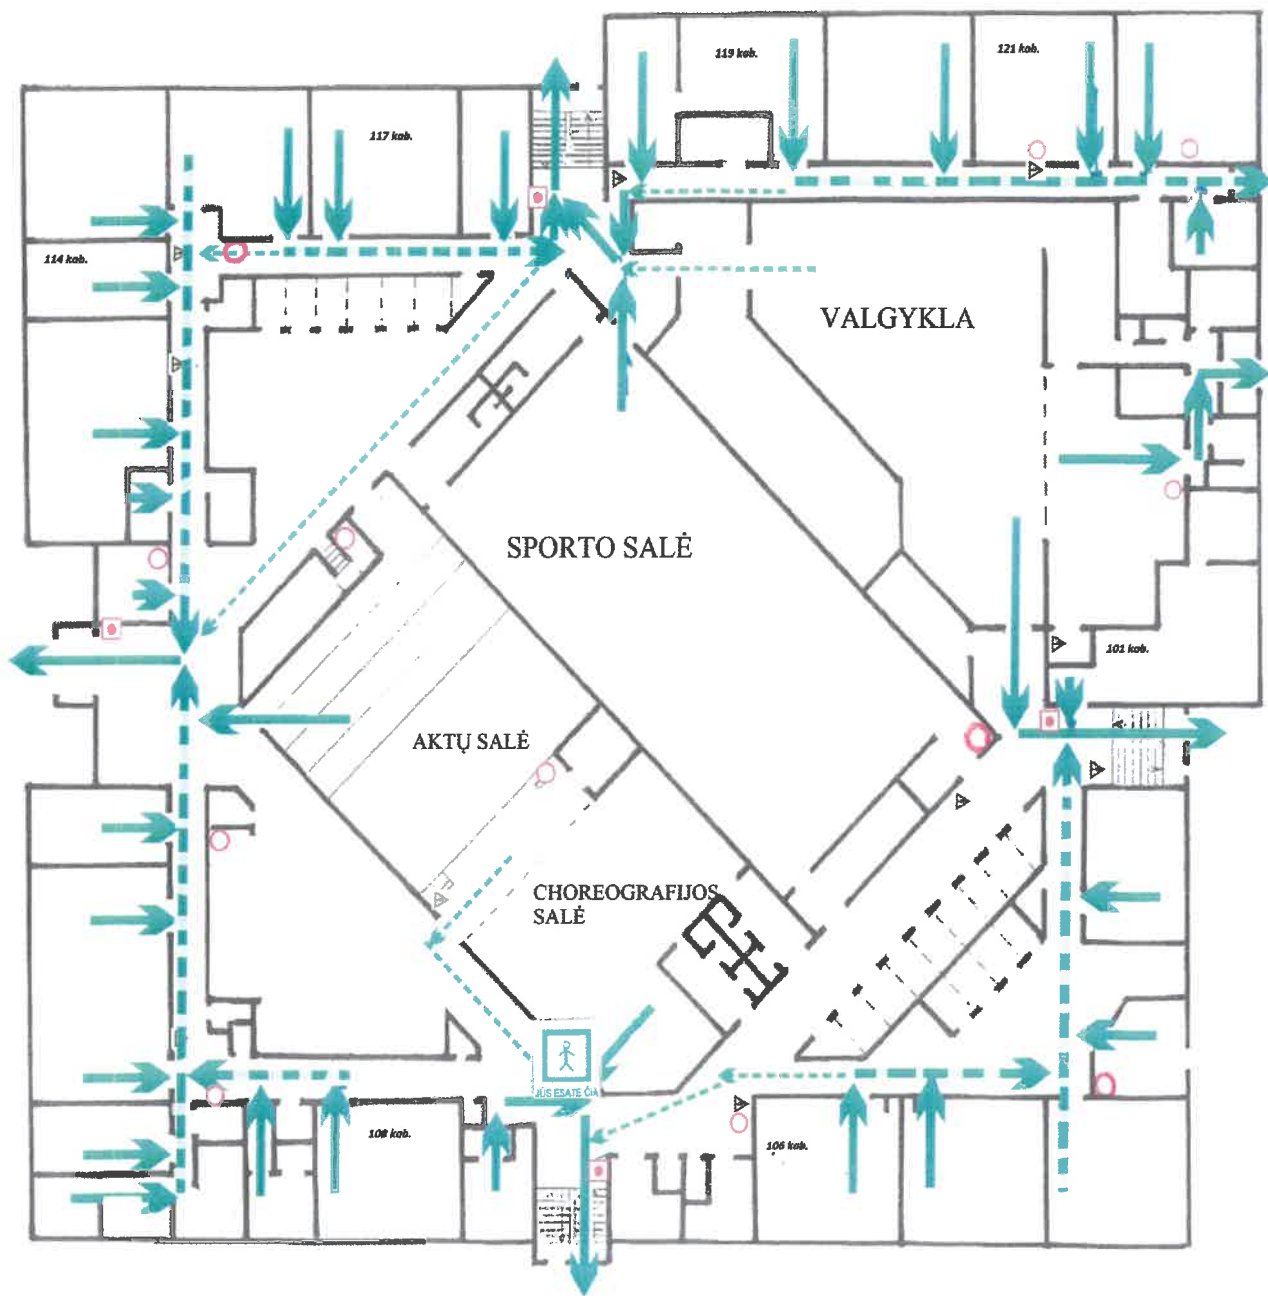 119 kab.
121 kab.
117 kab.
114 kab.
VALGYKLA
SPORTO SALĖ
101 kab.
AKTŲ SALĖ
CHOREOGRAFIJOS
SALĖ
JŪS ESATE ČIA
108 kab.
106 kab.